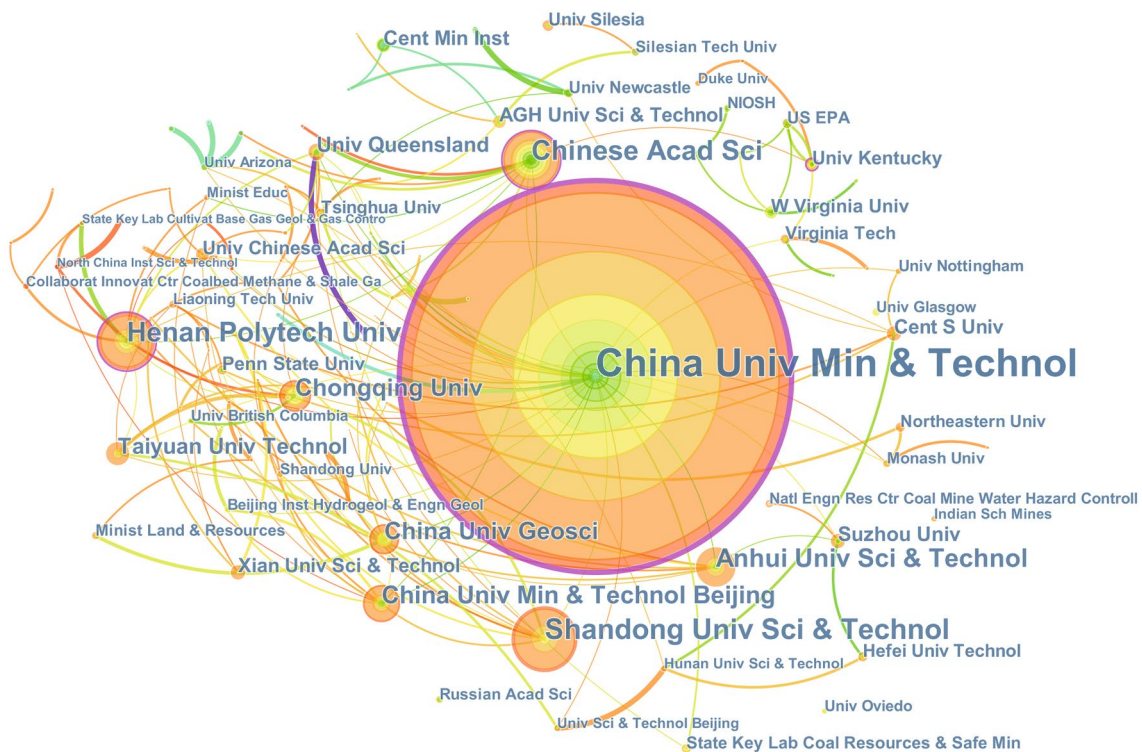 Univ Silesia
Cent Min Inst
Silesian Tech Univ
Duke Univ
Univ Newcastle
NIOSH
AGH Univ Sci & Technol
US EPA
Univ Queensland
Chinese Acad Sci
Univ Kentucky
Univ Arizona
Minist Educ
Tsinghua Univ
W Virginia Univ
State Key Lab Cultivat Base Gas Geol & Gas Contro
Virginia Tech
Univ Chinese Acad Sci
North China Inst Sci & Technol
Univ Nottingham
Collaborat Innovat Ctr Coalbed Methane & Shale Ga
Liaoning Tech Univ
Univ Glasgow
Henan Polytech Univ
Cent S Univ
Penn State Univ
China Univ Min & Technol
Chongqing Univ
Univ British Columbia
Northeastern Univ
Taiyuan Univ Technol
Monash Univ
Shandong Univ
Natl Engn Res Ctr Coal Mine Water Hazard Controll
Beijing Inst Hydrogeol & Engn Geol
Indian Sch Mines
Minist Land & Resources
China Univ Geosci
Suzhou Univ
Xian Univ Sci & Technol
Anhui Univ Sci & Technol
China Univ Min & Technol Beijing
Shandong Univ Sci & Technol
Hefei Univ Technol
Hunan Univ Sci & Technol
Russian Acad Sci
Univ Oviedo
Univ Sci & Technol Beijing
State Key Lab Coal Resources & Safe Min